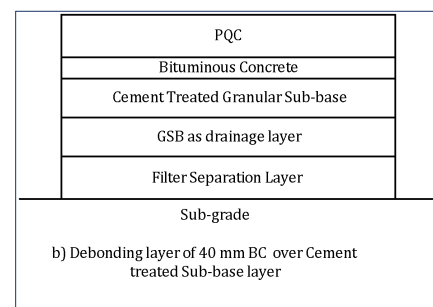 PQC
Bituminous Concrete
Cement Treated Granular Sub-base
GSB as drainage layer
Filter Separation Layer
Sub-grade
b) Debonding layer of 40 mm BC over Cement
treated Sub-base layer